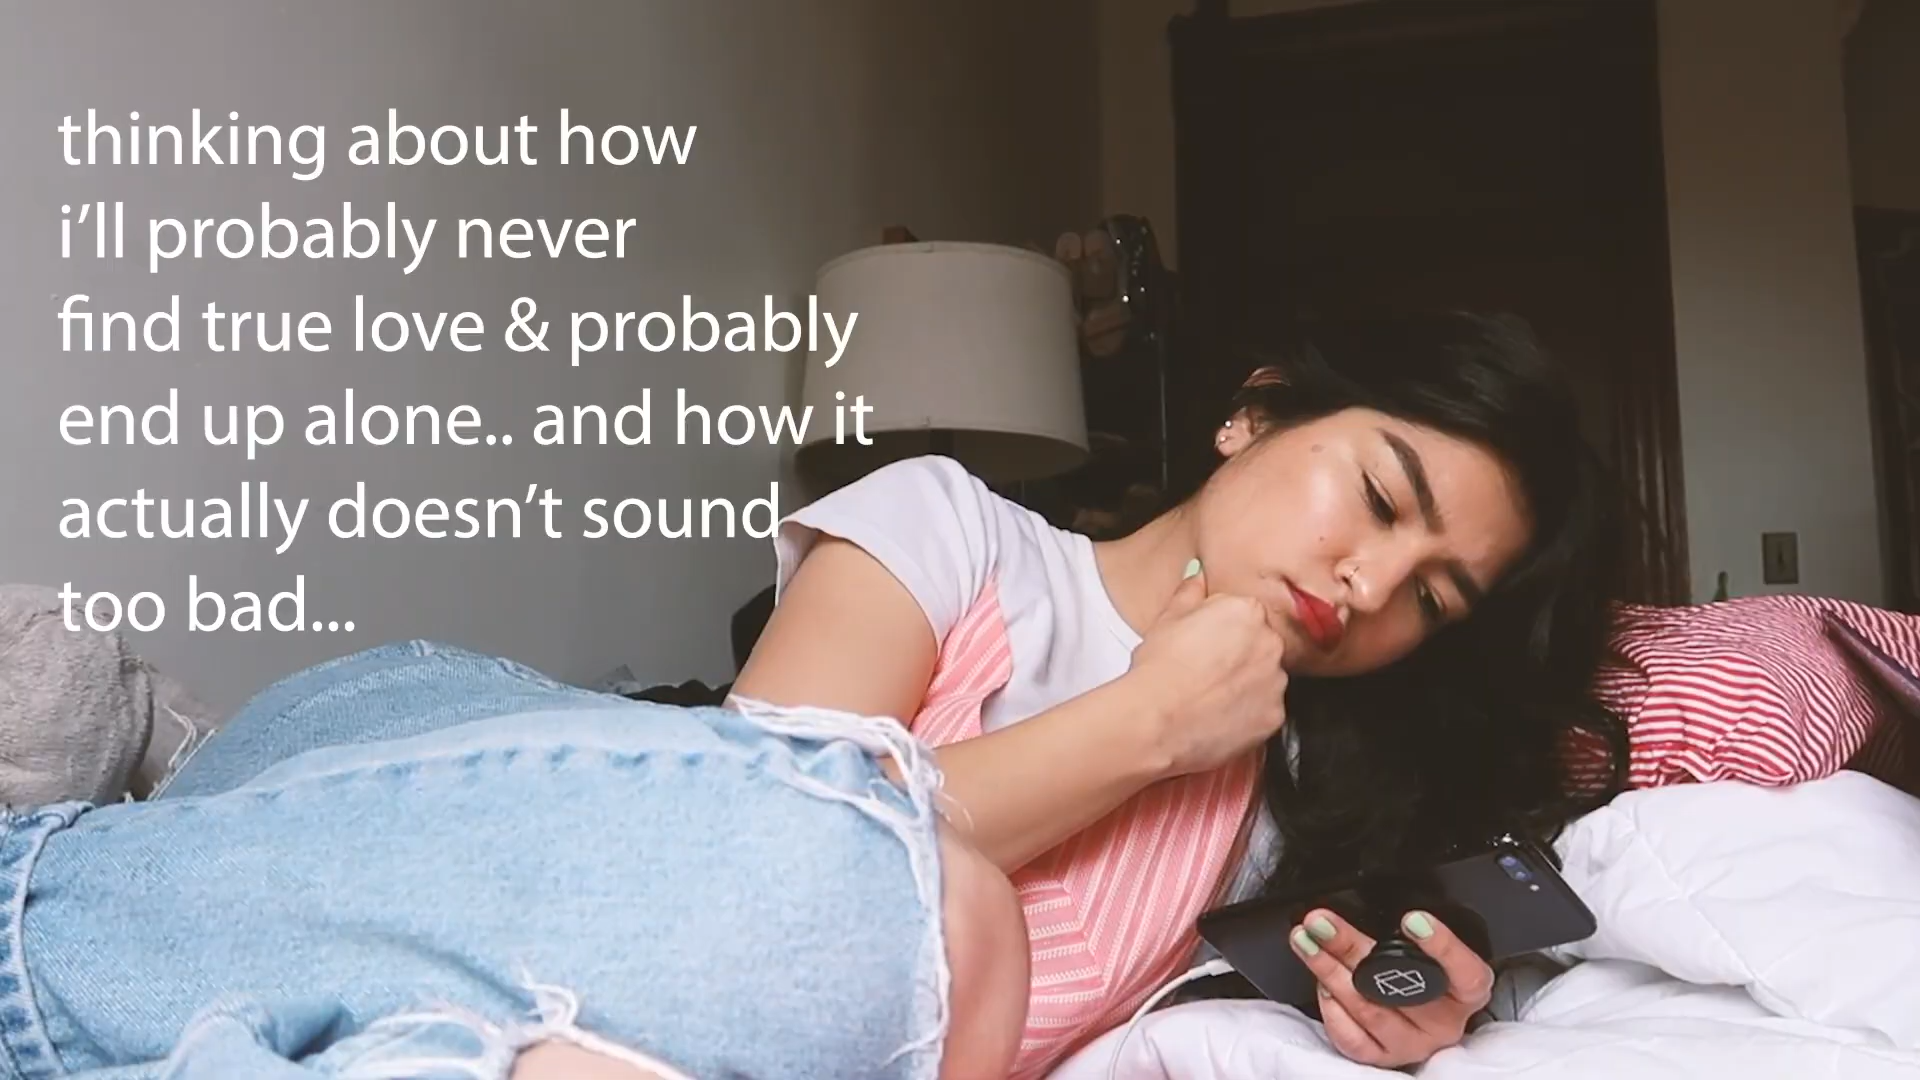 thinking about how
i’ll probably never
find true love & probably
end up alone.. and how it
actually doesn’t sound
too bad...